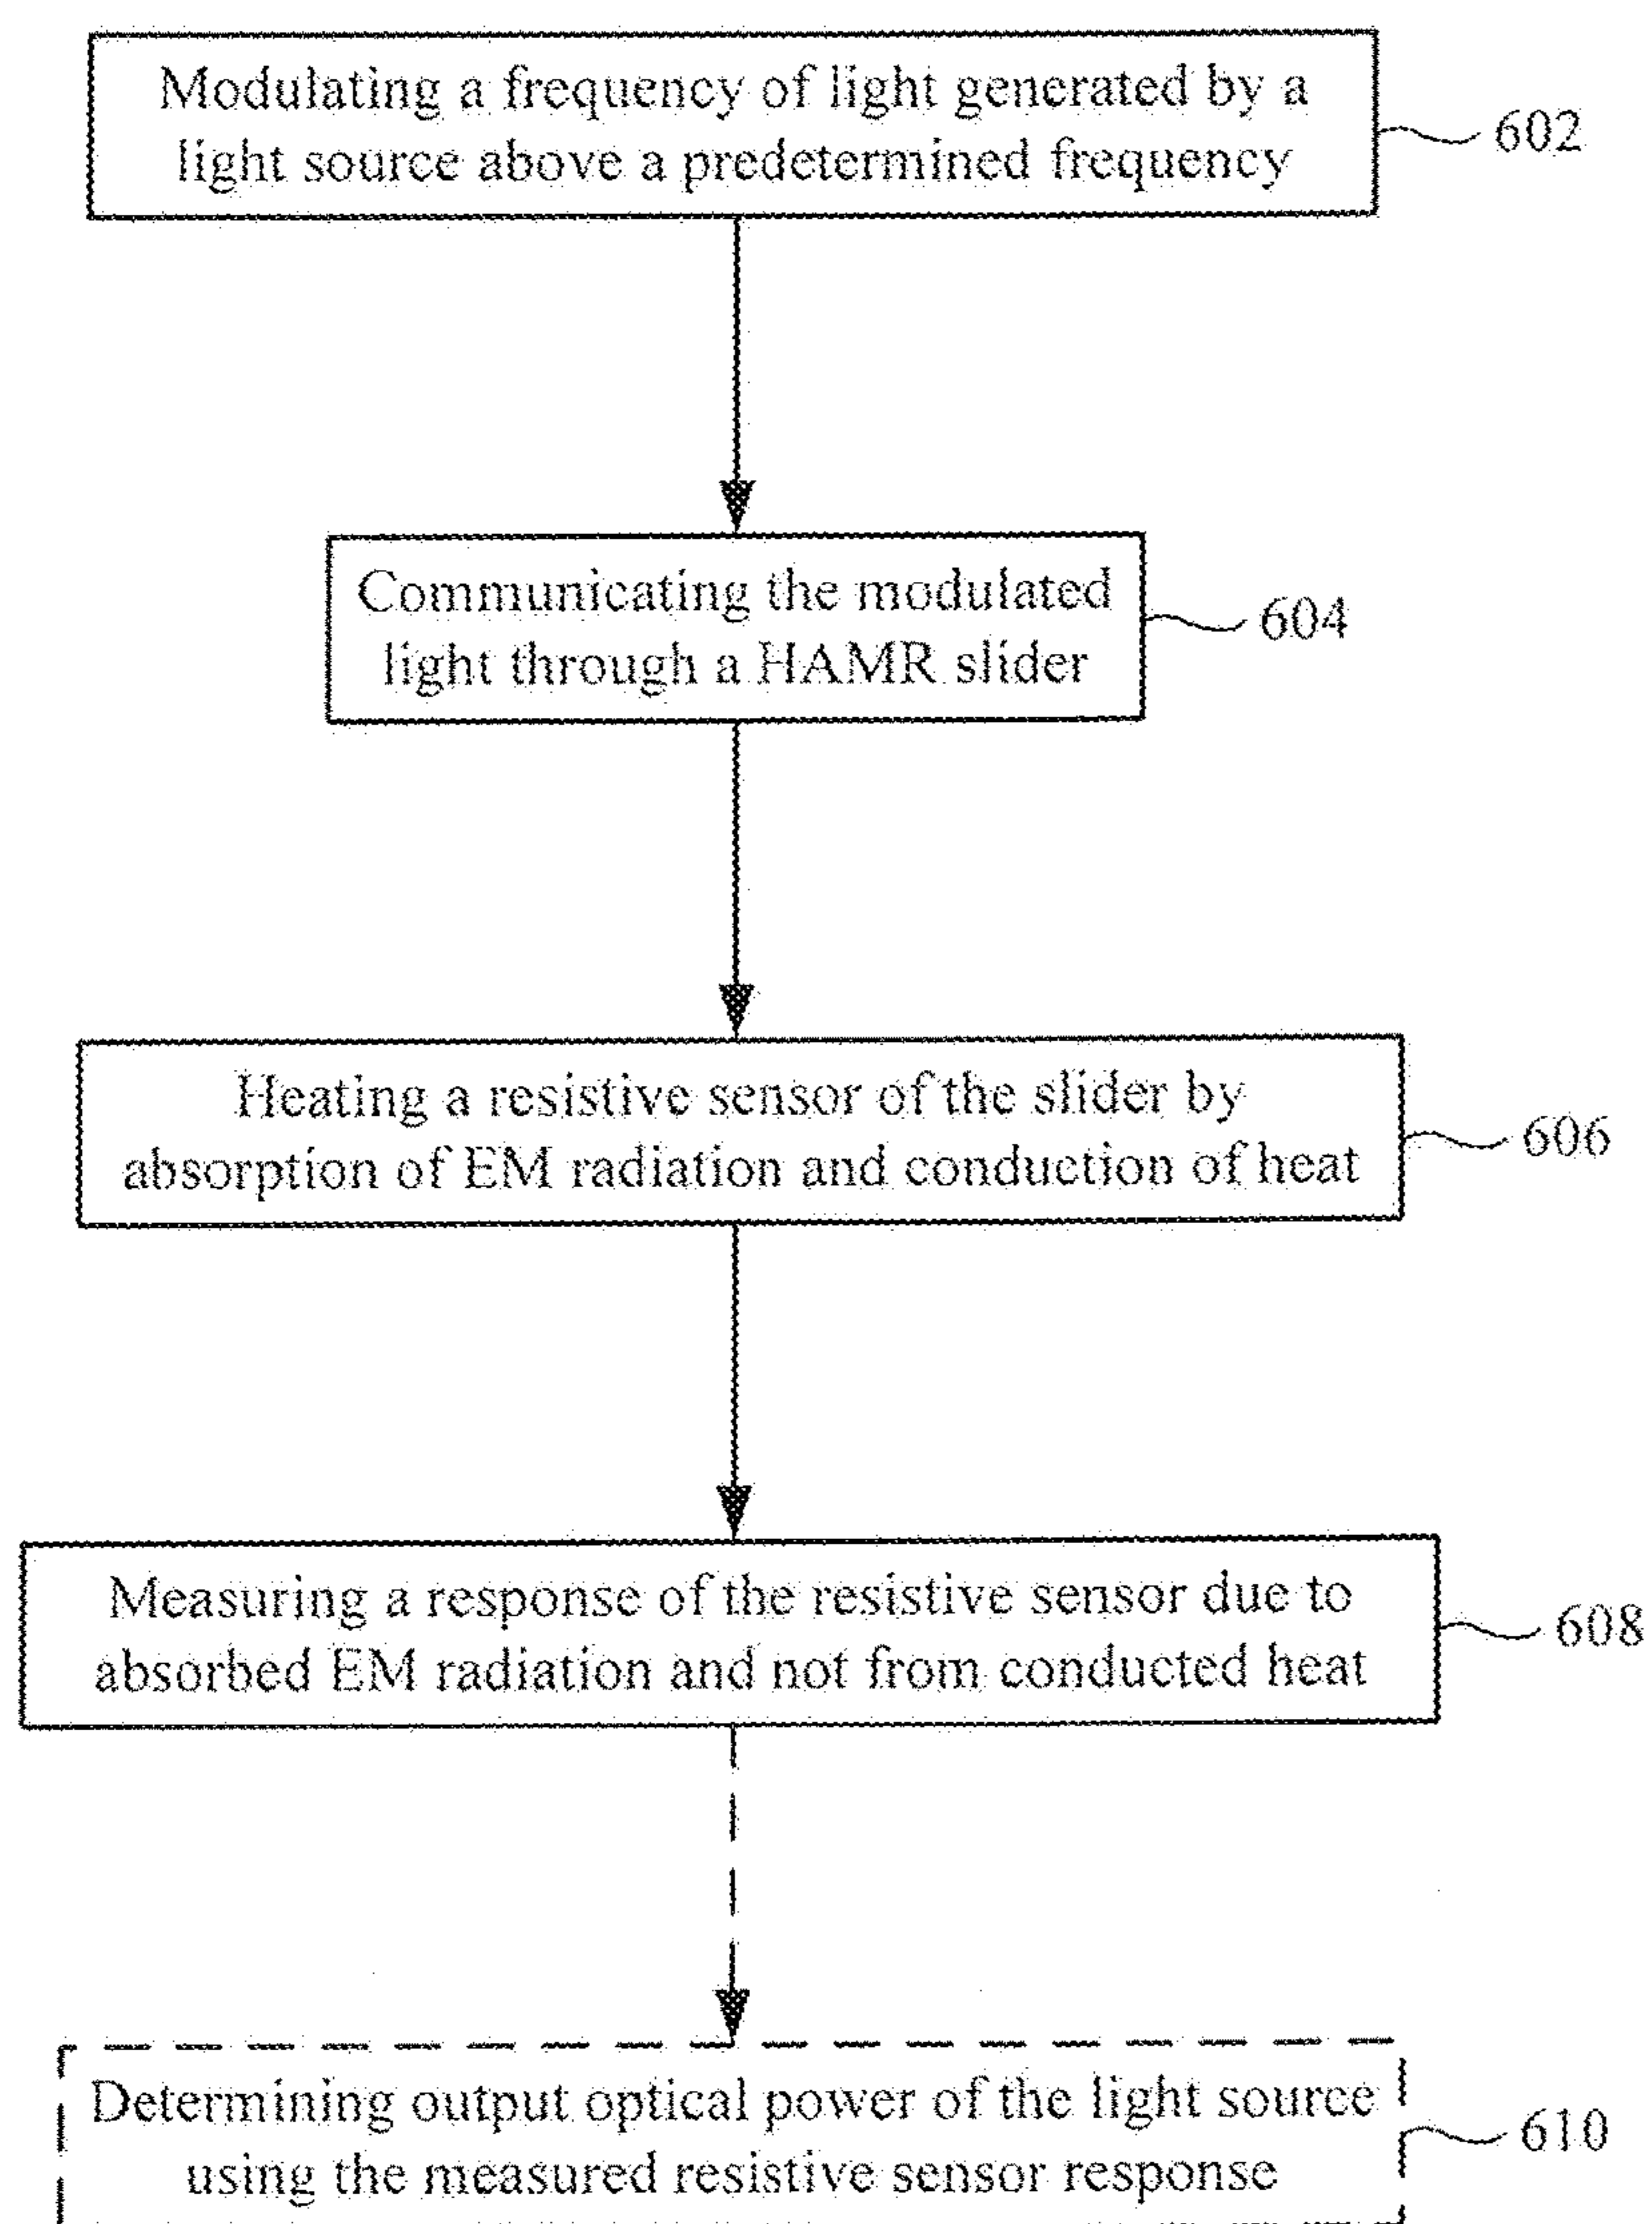 Modulating a frequency of light generated by a
light source above a predetermined frequency
602
Communicating the modulated
light through a HAMR slider
604
Heating a resistive sensor of the slider by
absorption of EM radiation and conduction of heat
606
Measuring a response of the resistive sensor due to
absorbed EM radiation and not from conducted heat
608
Determining output optical power of the light source
using the measured resistive sensor response
610